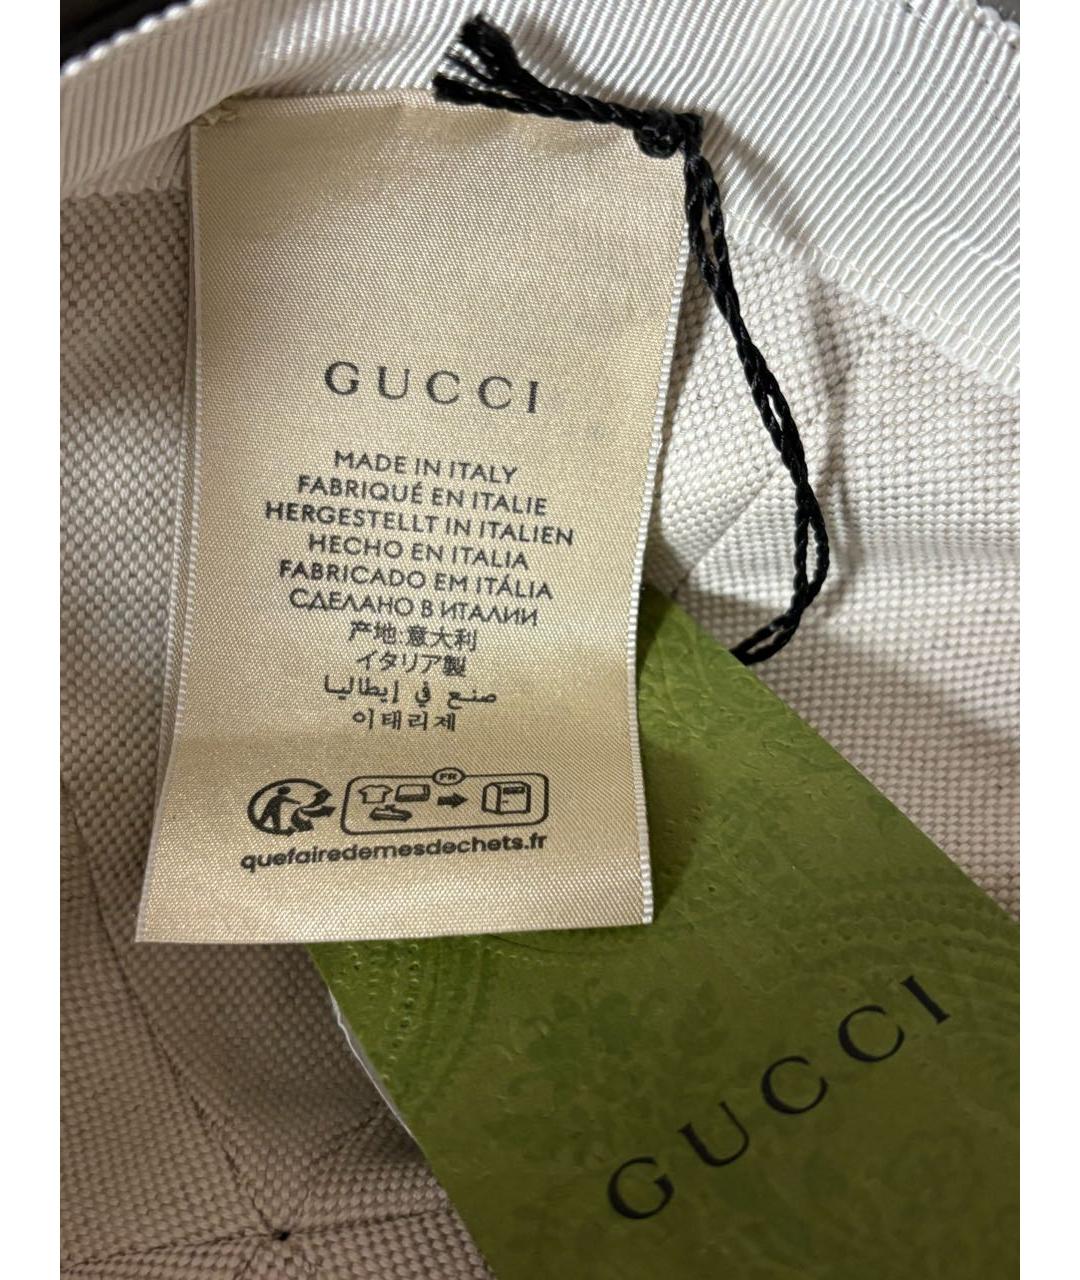 GUCCI
MADE IN ITALY
FABRIQUÉ EN ITALIE
HERGESTELLT IN ITALIEN
HECHO EN ITALIA
FABRICADO EM ITÁLIA
СДЕЛАНО В ИТАЛИИ
产地:意大利
イタリア製
صنع في إيطاليا
이태리제
FR
quefairedemesdechets.fr
GUCCI